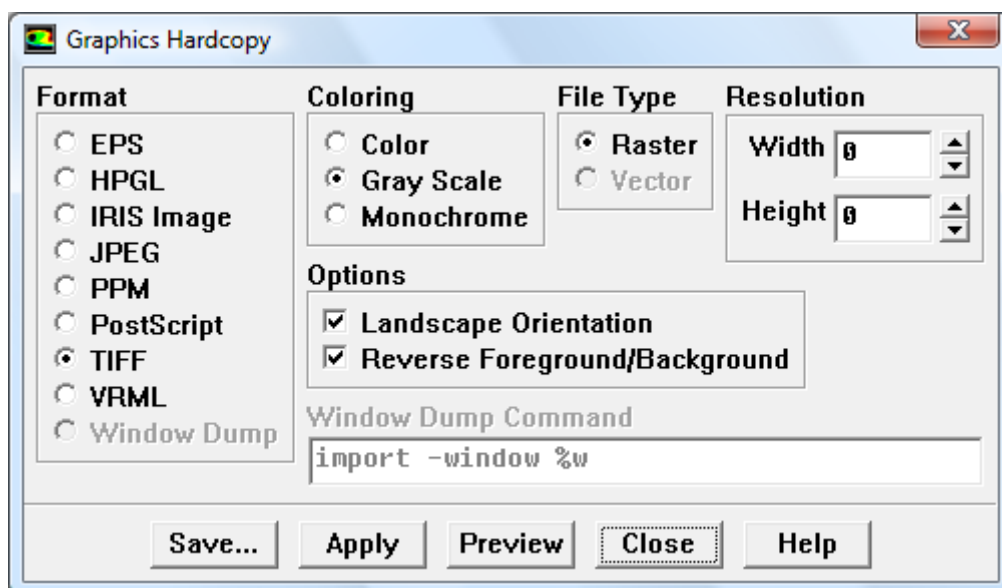 Graphics Hardcopy
Format
EPS
HPGL
IRIS Image
JPEG
PPM
PostScript
TIFF
VRML
Window Dump
Coloring
Color
Gray Scale
Monochrome
File Type
Raster
Vector
Resolution
Width 0
Height 0
Options
Landscape Orientation
Reverse Foreground/Background
Window Dump Command
import -window %w
Save... Apply Preview Close Help